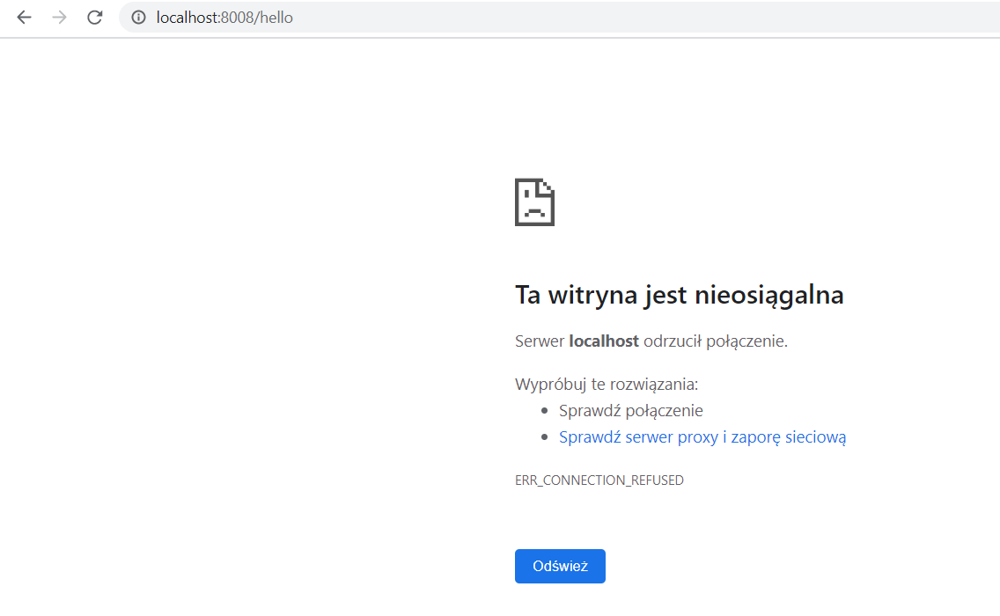 localhost:8008/hello
Ta witryna jest nieosiągalna
Serwer localhost odrzucił połączenie.
Wypróbuj te rozwiązania:
Sprawdź połączenie
Sprawdź serwer proxy i zaporę sieciową
ERR_CONNECTION_REFUSED
Odśwież